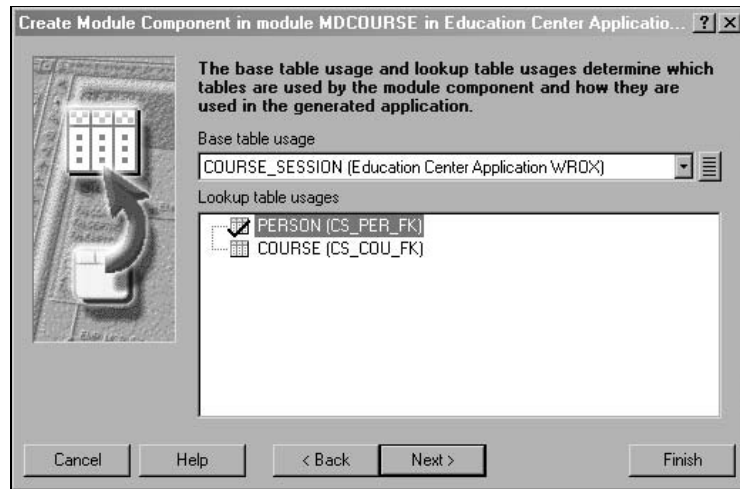 Create Module Component in module MDCOURSE in Education Center Applicatio...
The base table usage and lookup table usages determine which
tables are used by the module component and how they are
used in the generated application.
Base table usage
COURSE_SESSION (Education Center Application WROX)
Lookup table usages
PERSON (CS_PER_FK)
COURSE (CS_COU_FK)
Cancel Help < Back Next > Finish